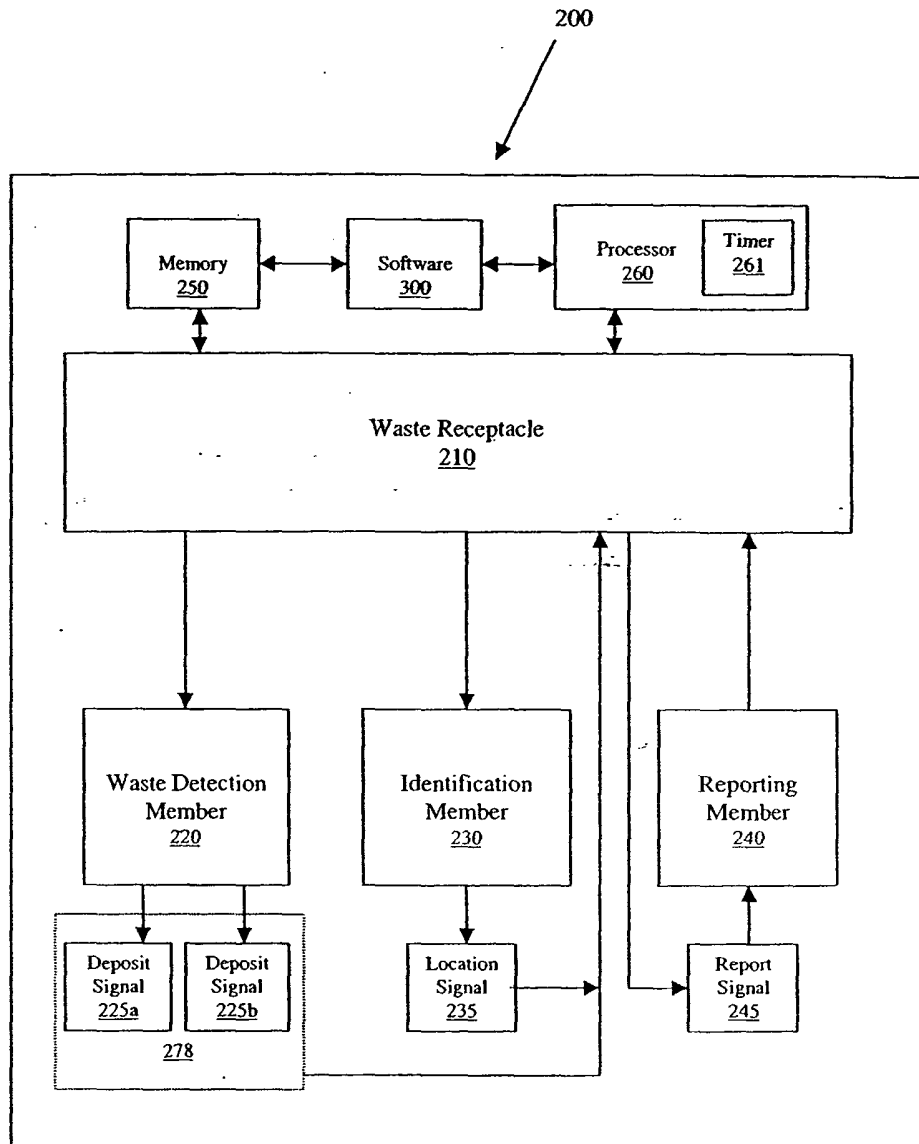 200
Memory
250
Software
300
Processor
260
Timer
261
Waste Receptacle
210
Waste Detection
Member
220
Identification
Member
230
Reporting
Member
240
Deposit
Signal
225a
Deposit
Signal
225b
278
Location
Signal
235
Report
Signal
245